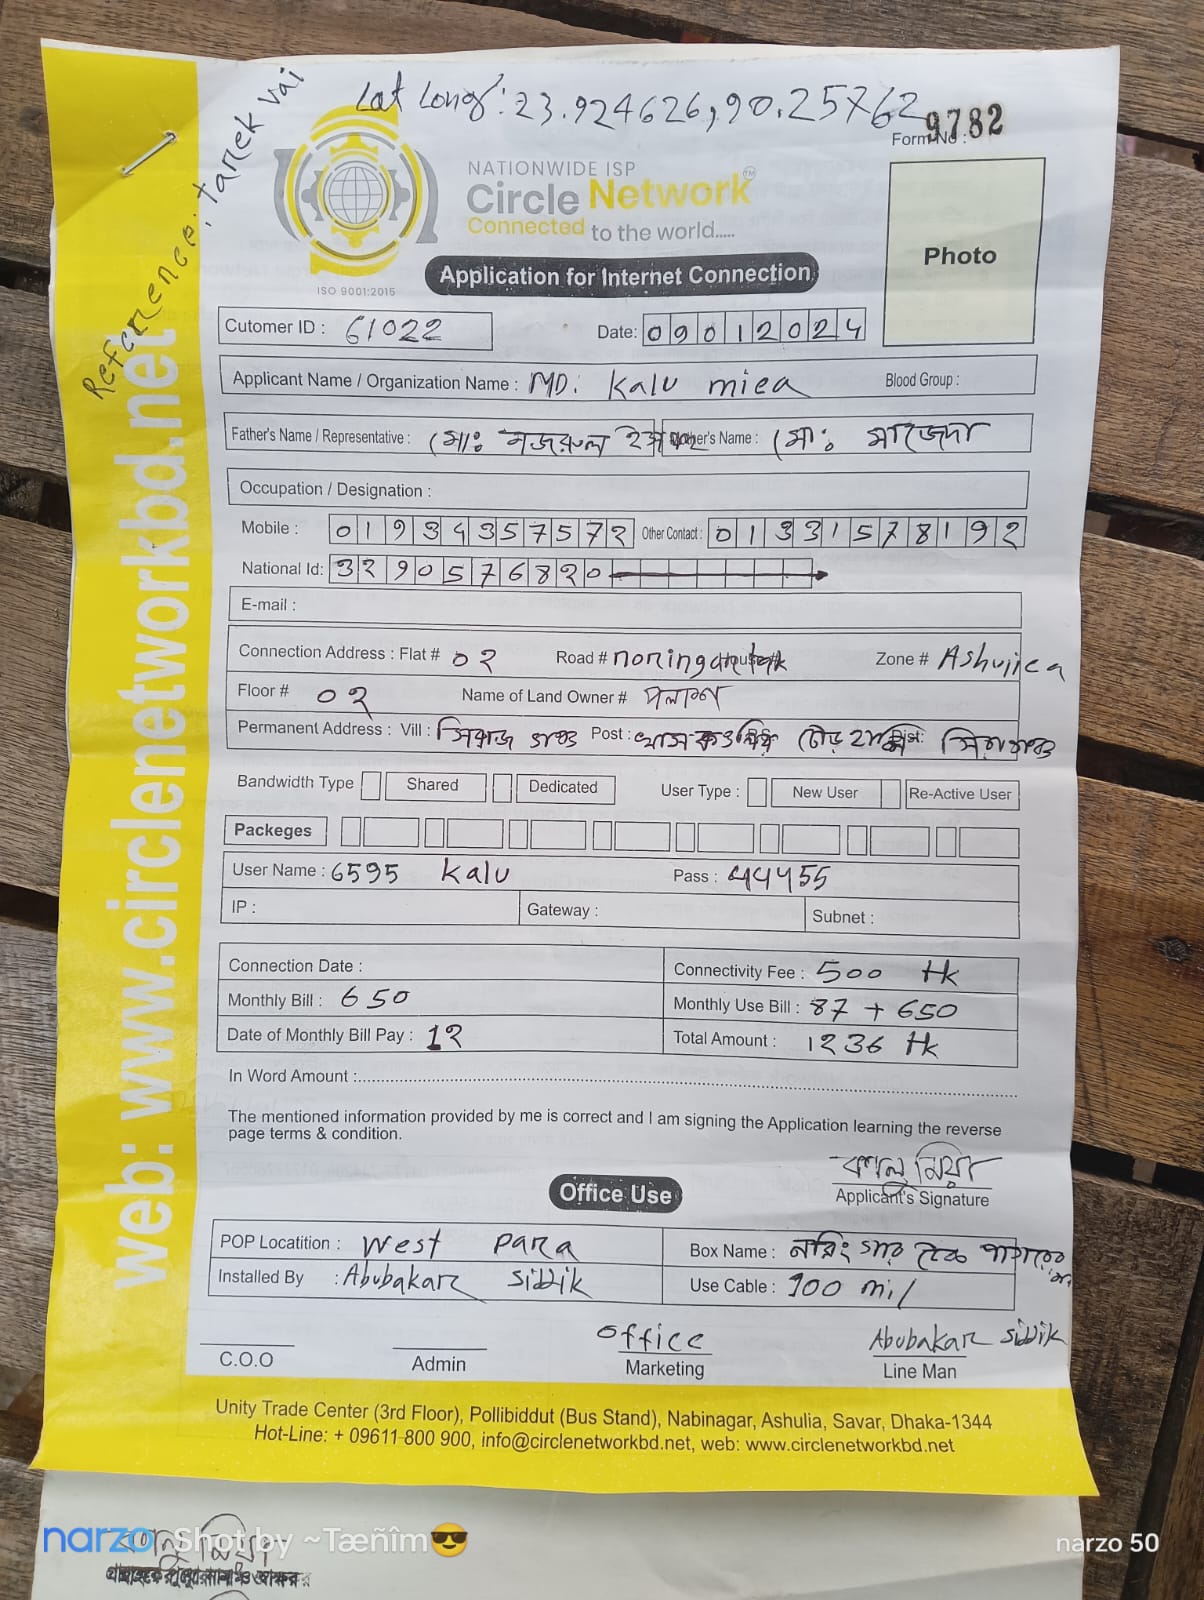 Lat Long: 23.924626, 90.25762
Reference: tarek vai
Form No : 9782
NATIONWIDE ISP
Circle Network™
Connected to the world.....
ISO 9001:2015
Application for Internet Connection
Photo
Cutomer ID : 61022
Date: 09012024
Applicant Name / Organization Name : MD. Kalu miea Blood Group :
Father's Name / Representative : মোঃ নজরুল ইসলাম Mother's Name : মোঃ মাজেদা
Occupation / Designation :
Mobile : 01934357572 Other Contact : 01331578192
National Id: 3290576820
E-mail :
Connection Address : Flat # 02 Road # Zone # Ashuliea
Floor # 02 Name of Land Owner # পলাশ
Permanent Address : Vill : Post : Dist:
Bandwidth Type Shared Dedicated User Type : New User Re-Active User
Packeges
User Name : 6595 Kalu Pass : 44455
IP : Gateway : Subnet :
Connection Date : Connectivity Fee : 500 tk
Monthly Bill : 650 Monthly Use Bill : 87 + 650
Date of Monthly Bill Pay : 12 Total Amount : 1236 tk
In Word Amount :
The mentioned information provided by me is correct and I am signing the Application learning the reverse
page terms & condition.
কালু মিয়া
Applicant's Signature
Office Use
POP Locatition : West para Box Name :
Installed By : Abubakar Siddik Use Cable : 100 mil
office Abubakar Siddik
C.O.O Admin Marketing Line Man
Unity Trade Center (3rd Floor), Pollibiddut (Bus Stand), Nabinagar, Ashulia, Savar, Dhaka-1344
Hot-Line: + 09611-800 900, info@circlenetworkbd.net, web: www.circlenetworkbd.net
web: www.circlenetworkbd.net
কালু মিয়া
narzo Shot by ~Tæñîm😎 narzo 50